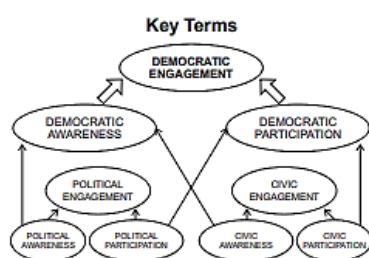 Key Terms
DEMOCRATIC
ENGAGEMENT
DEMOCRATIC
AWARENESS
DEMOCRATIC
PARTICIPATION
POLITICAL
ENGAGEMENT
CIVIC
ENGAGEMENT
POLITICAL
AWARENESS
POLITICAL
PARTICIPATION
CIVIC
AWARENESS
CIVIC
PARTICIPATION